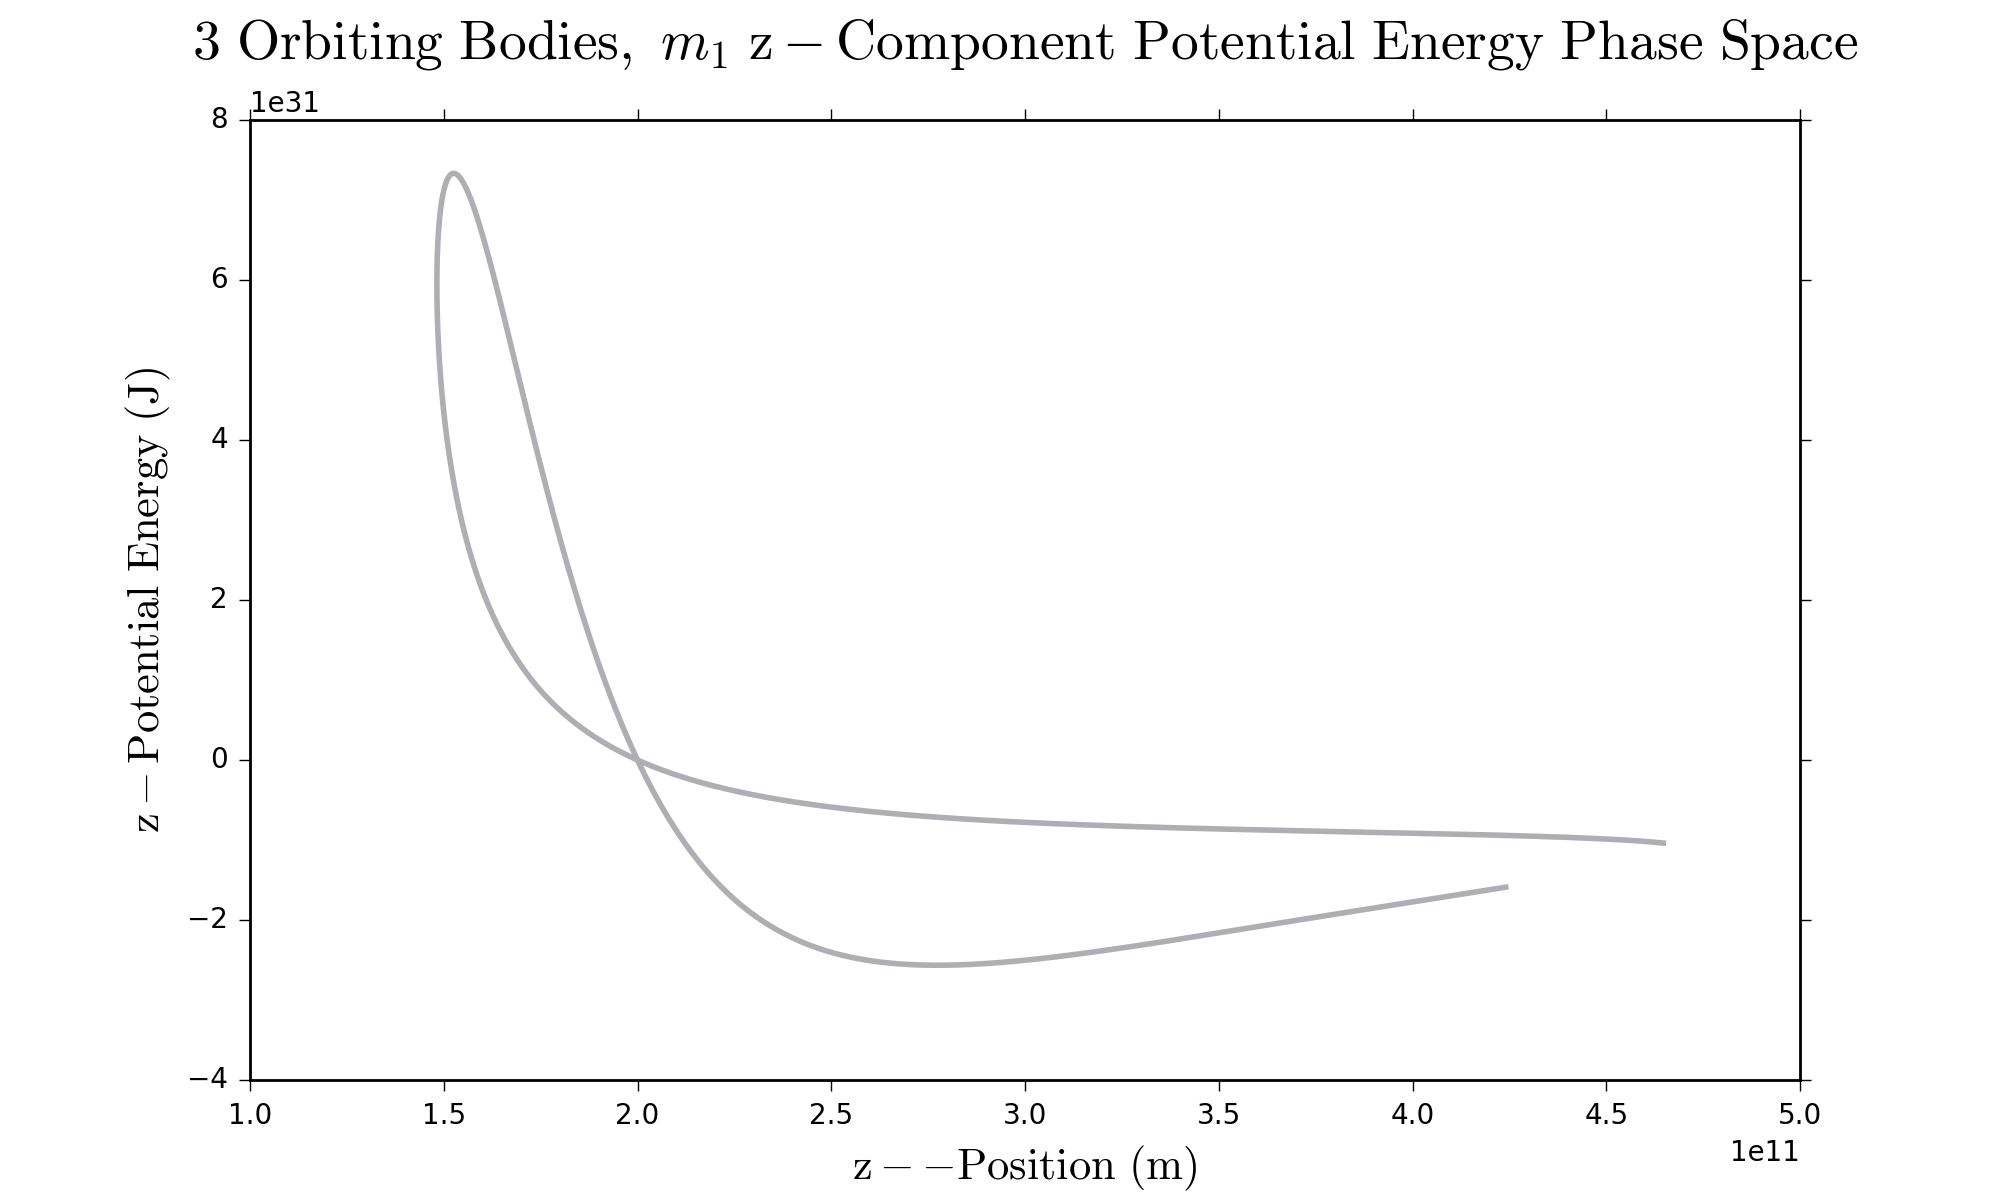 3 Orbiting Bodies, m₁ z − Component Potential Energy Phase Space
1e31
8
6
4
2
0
−2
−4
z − Potential Energy (J)
1.0 1.5 2.0 2.5 3.0 3.5 4.0 4.5 5.0
1e11
z − −Position (m)